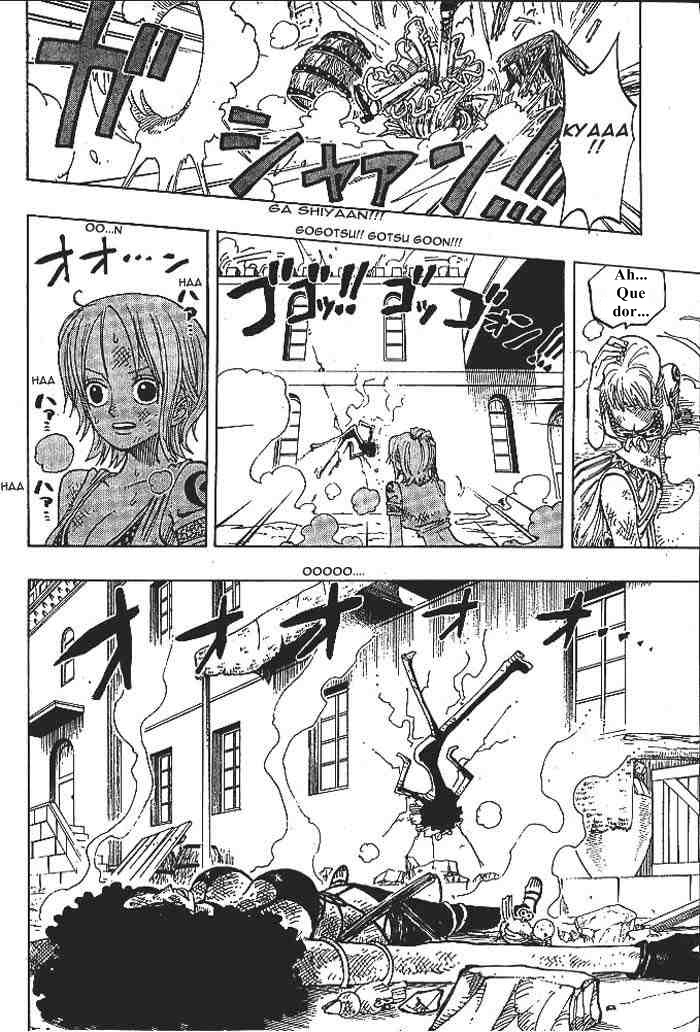 ガシャアン!!!
KYAAA
!!
GA SHIYAAN!!!
Ah...
Que
dor...
GOGOTSU!! GOTSU GOON!!!
ゴゴッ!! ゴッ ゴオン!!
OO...N
オオ…ン
HAA
ハァ…
HAA
ハァ…
HAA
ハァ…
OOOOO....
オオオオオ…